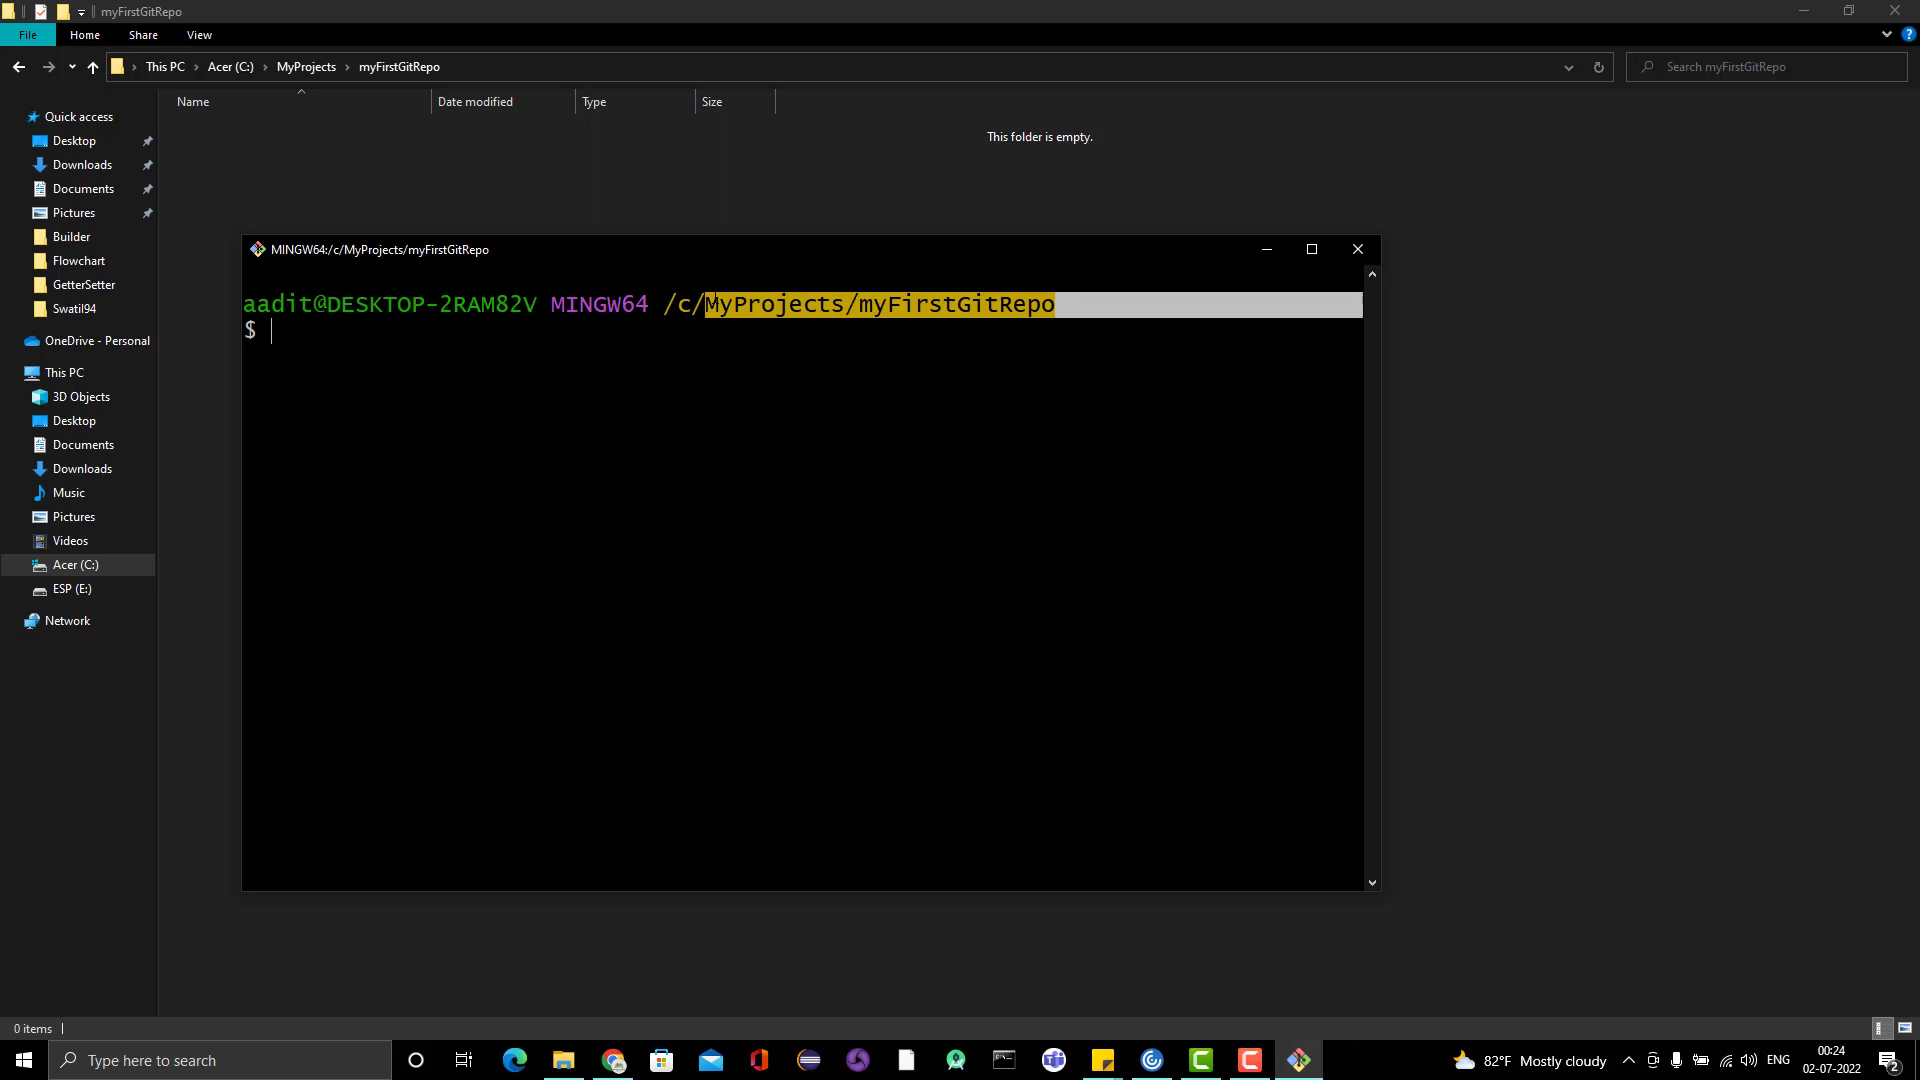 myFirstGitRepo
File Home Share View
This PC Acer (C:) MyProjects myFirstGitRepo
Search myFirstGitRepo
Name Date modified Type Size
This folder is empty.
Quick access
Desktop
Downloads
Documents
Pictures
Builder
Flowchart
GetterSetter
Swatil94
OneDrive - Personal
This PC
3D Objects
Desktop
Documents
Downloads
Music
Pictures
Videos
Acer (C:)
ESP (E:)
Network
MINGW64:/c/MyProjects/myFirstGitRepo
aadit@DESKTOP-2RAM82V MINGW64 /c/MyProjects/myFirstGitRepo
$
0 items
Type here to search
82°F Mostly cloudy
ENG
00:24
02-07-2022
2